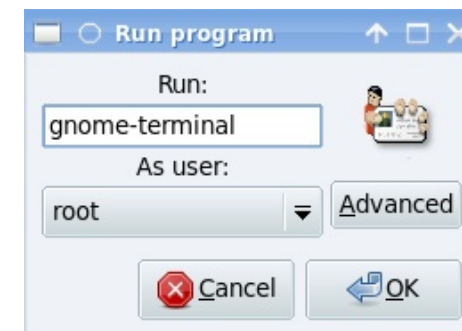 Run program
Run:
gnome-terminal
As user:
root
Advanced
Cancel
OK